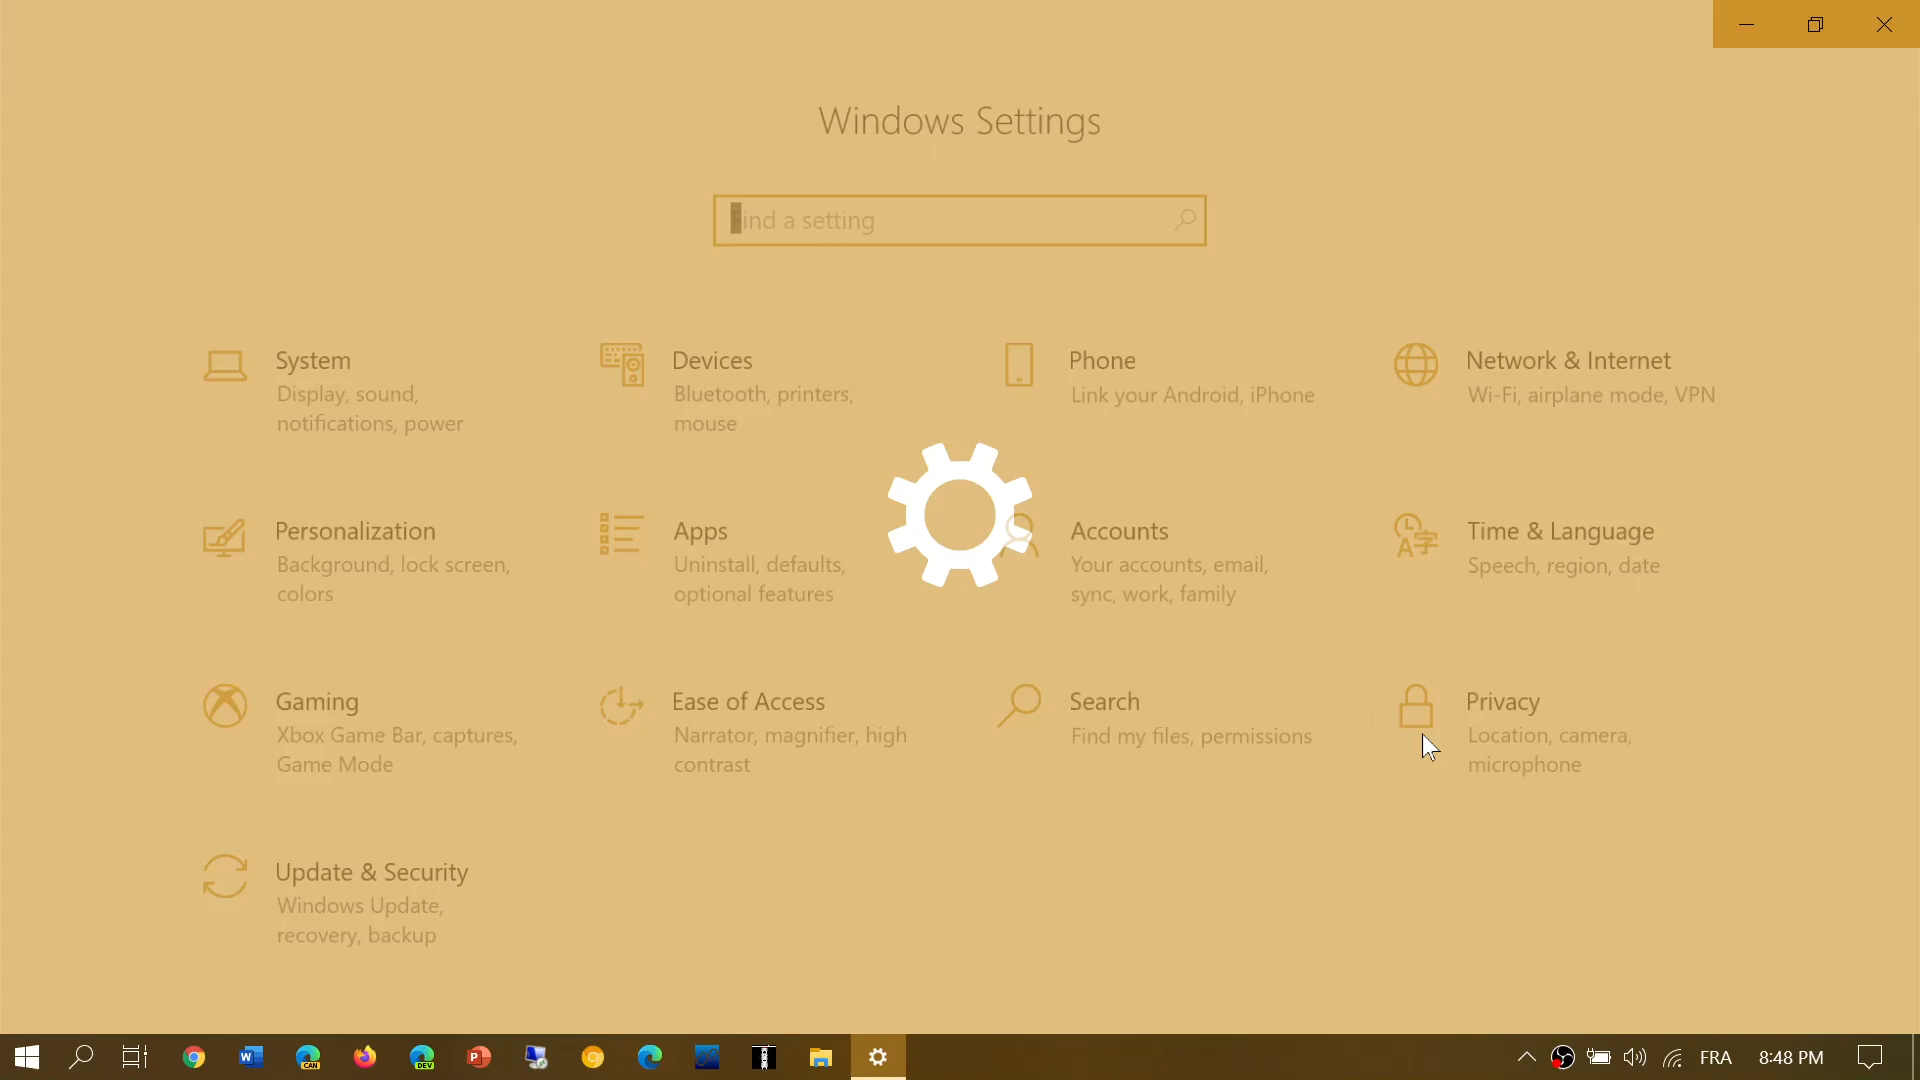 Windows Settings
Find a setting
System
Display, sound,
notifications, power
Devices
Bluetooth, printers,
mouse
Phone
Link your Android, iPhone
Network & Internet
Wi-Fi, airplane mode, VPN
Personalization
Background, lock screen,
colors
Apps
Uninstall, defaults,
optional features
Accounts
Your accounts, email,
sync, work, family
Time & Language
Speech, region, date
Gaming
Xbox Game Bar, captures,
Game Mode
Ease of Access
Narrator, magnifier, high
contrast
Search
Find my files, permissions
Privacy
Location, camera,
microphone
Update & Security
Windows Update,
recovery, backup
CAN
DEV
FRA
8:48 PM